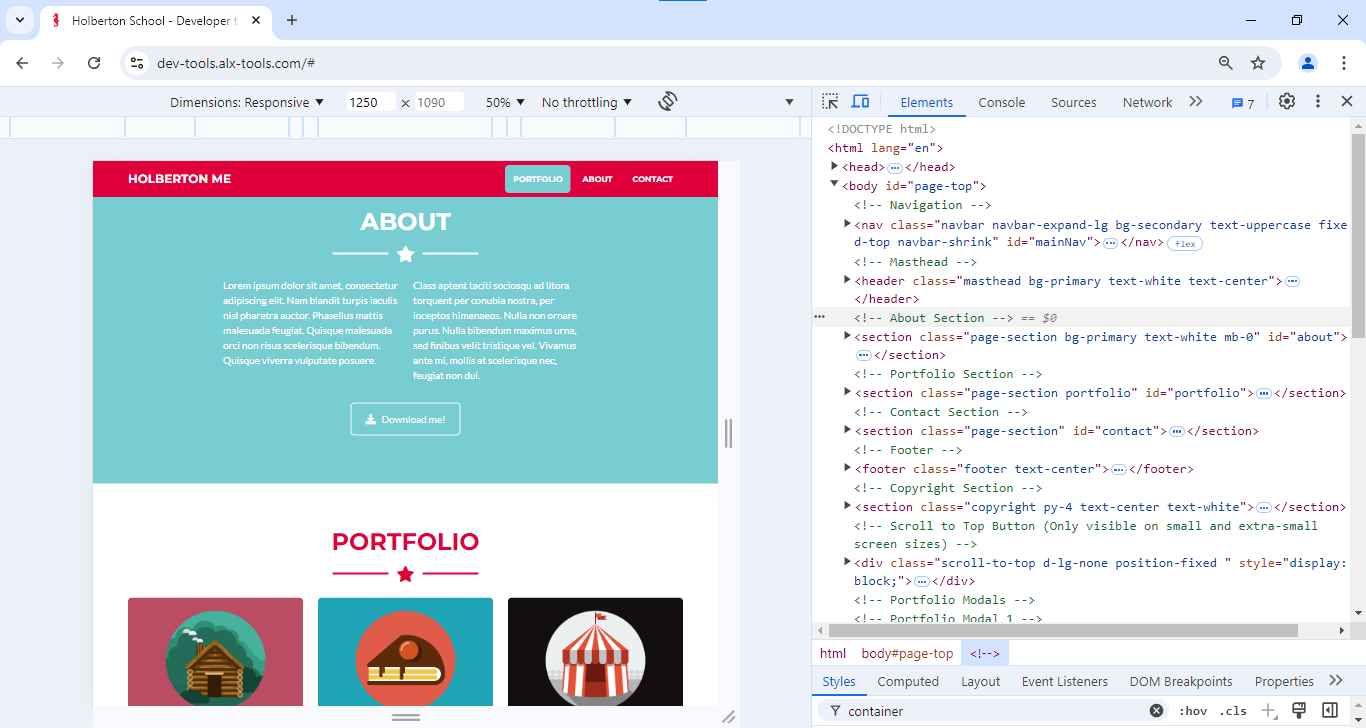 Holberton School - Developer t
dev-tools.alx-tools.com/#
Dimensions: Responsive 1250 × 1090 50% No throttling
HOLBERTON ME PORTFOLIO ABOUT CONTACT
ABOUT
Lorem ipsum dolor sit amet, consectetur
adipiscing elit. Nam blandit turpis iaculis
nisl pharetra auctor. Phasellus mattis
malesuada feugiat. Quisque malesuada
orci non risus scelerisque bibendum.
Quisque viverra vulputate posuere.
Class aptent taciti sociosqu ad litora
torquent per conubia nostra, per
inceptos himenaeos. Nulla non ornare
purus. Nulla bibendum maximus urna,
sed finibus velit tristique vel. Vivamus
ante mi, mollis at scelerisque nec,
feugiat non dui.
Download me!
PORTFOLIO
Elements Console Sources Network 7
<!DOCTYPE html>
<html lang="en">
<head>…</head>
<body id="page-top">
<!-- Navigation -->
<nav class="navbar navbar-expand-lg bg-secondary text-uppercase fixe
d-top navbar-shrink" id="mainNav">…</nav> flex
<!-- Masthead -->
<header class="masthead bg-primary text-white text-center">…
</header>
… <!-- About Section --> == $0
<section class="page-section bg-primary text-white mb-0" id="about">
…</section>
<!-- Portfolio Section -->
<section class="page-section portfolio" id="portfolio">…</section>
<!-- Contact Section -->
<section class="page-section" id="contact">…</section>
<!-- Footer -->
<footer class="footer text-center">…</footer>
<!-- Copyright Section -->
<section class="copyright py-4 text-center text-white">…</section>
<!-- Scroll to Top Button (Only visible on small and extra-small
screen sizes) -->
<div class="scroll-to-top d-lg-none position-fixed " style="display:
block;">…</div>
<!-- Portfolio Modals -->
<!-- Portfolio Modal 1 -->
html body#page-top <!-->
Styles Computed Layout Event Listeners DOM Breakpoints Properties
container :hov .cls